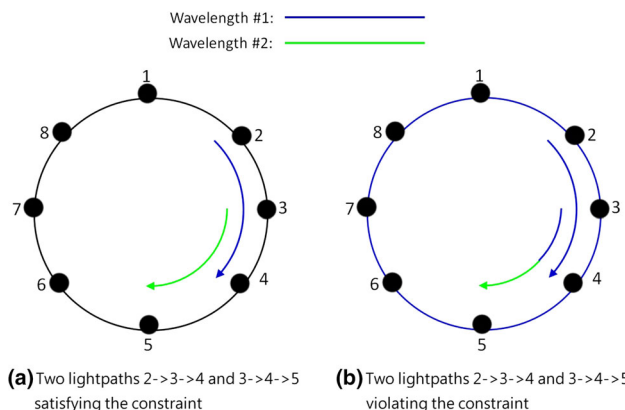 Wavelength #1:
Wavelength #2:
1
2
3
4
5
6
7
8
1
2
3
4
5
6
7
8
(a) Two lightpaths 2->3->4 and 3->4->5
satisfying the constraint
(b) Two lightpaths 2->3->4 and 3->4->5
violating the constraint